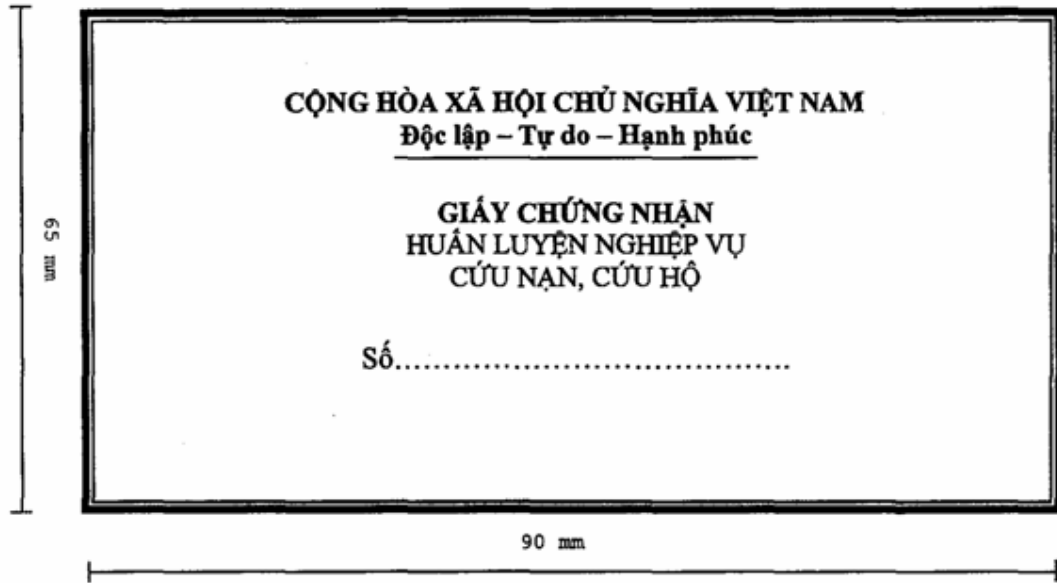 CỘNG HÒA XÃ HỘI CHỦ NGHĨA VIỆT NAM
Độc lập – Tự do – Hạnh phúc
GIẤY CHỨNG NHẬN
HUẤN LUYỆN NGHIỆP VỤ
CỨU NẠN, CỨU HỘ
Số.........................................
65 mm
90 mm